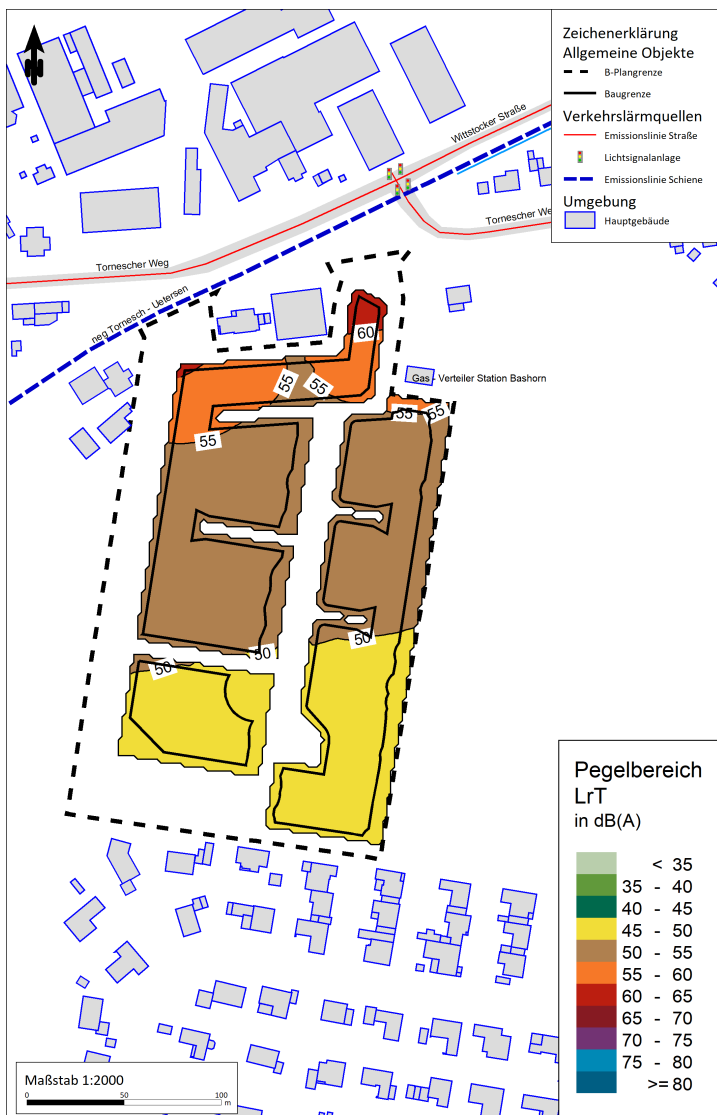 Zeichenerklärung
Allgemeine Objekte
B-Plangrenze
Baugrenze
Verkehrslärmquellen
Emissionslinie Straße
Lichtsignalanlage
Emissionslinie Schiene
Umgebung
Hauptgebäude
N
Wittstocker Straße
Tornescher We
Tornescher Weg
neg Tornesch - Uetersen
60
Gas - Verteiler Station Bashorn
55
55
55
55
55
50
50
50
Pegelbereich
LrT
in dB(A)
< 35
35 - 40
40 - 45
45 - 50
50 - 55
55 - 60
60 - 65
65 - 70
70 - 75
75 - 80
>= 80
Maßstab 1:2000
0 50 100
m